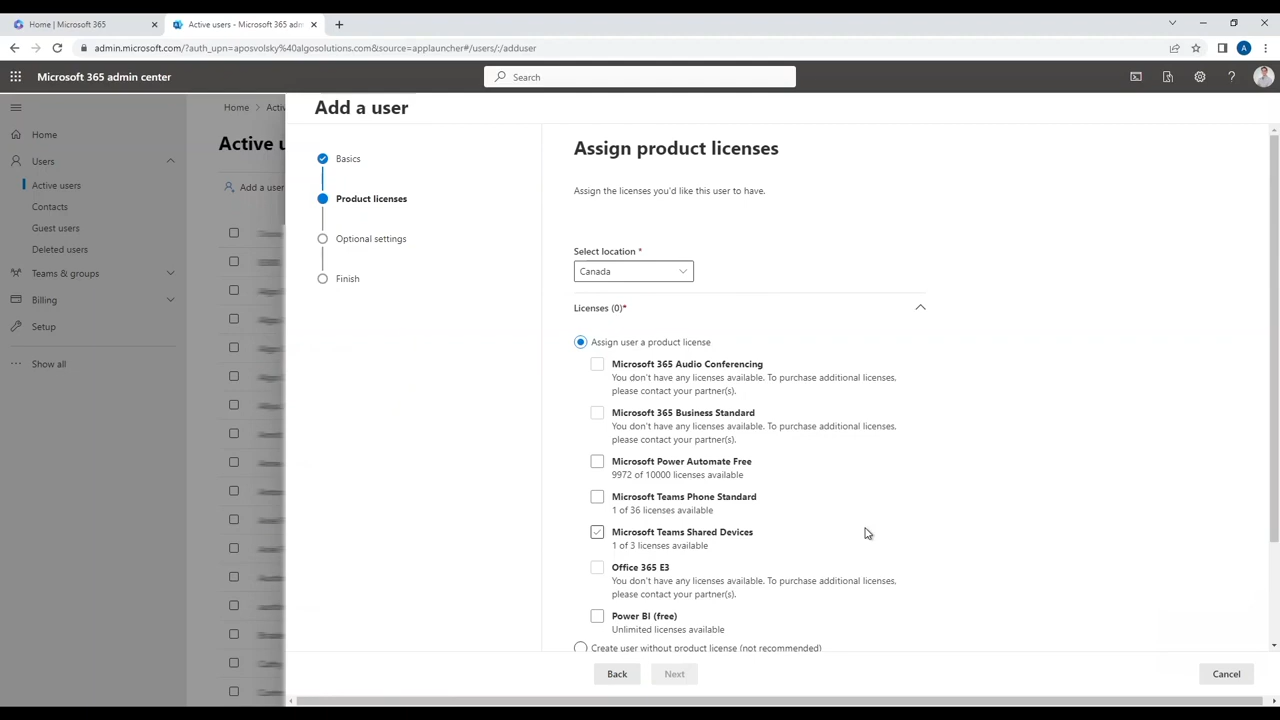 Home | Microsoft 365
Active users - Microsoft 365 adm
admin.microsoft.com/?auth_upn=aposvolsky%40algosolutions.com&source=applauncher#/users/:/adduser
A
Microsoft 365 admin center
Search
Home
Users
Active users
Contacts
Guest users
Deleted users
Teams & groups
Billing
Setup
Show all
Home > Activ
Active u
Add a user
Add a user
Basics
Product licenses
Optional settings
Finish
Assign product licenses
Assign the licenses you'd like this user to have.
Select location *
Canada
Licenses (0)*
Assign user a product license
Microsoft 365 Audio Conferencing
You don't have any licenses available. To purchase additional licenses,
please contact your partner(s).
Microsoft 365 Business Standard
You don't have any licenses available. To purchase additional licenses,
please contact your partner(s).
Microsoft Power Automate Free
9972 of 10000 licenses available
Microsoft Teams Phone Standard
1 of 36 licenses available
Microsoft Teams Shared Devices
1 of 3 licenses available
Office 365 E3
You don't have any licenses available. To purchase additional licenses,
please contact your partner(s).
Power BI (free)
Unlimited licenses available
Create user without product license (not recommended)
Back
Next
Cancel